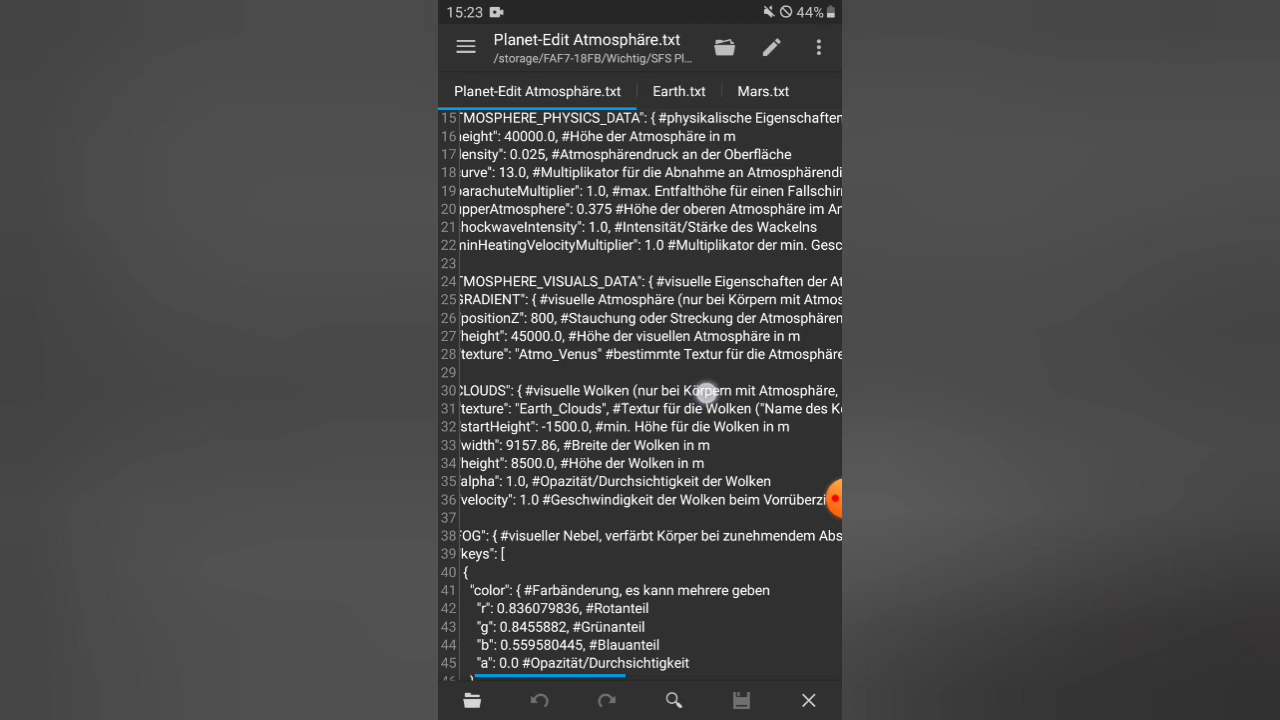 15:23 44%
Planet-Edit Atmosphäre.txt
/storage/FAF7-18FB/Wichtig/SFS Pl...
Planet-Edit Atmosphäre.txt Earth.txt Mars.txt
15 TMOSPHERE_PHYSICS_DATA": { #physikalische Eigenschaften
16 eight": 40000.0, #Höhe der Atmosphäre in m
17 lensity": 0.025, #Atmosphärendruck an der Oberfläche
18 urve": 13.0, #Multiplikator für die Abnahme an Atmosphärendi
19 parachuteMultiplier": 1.0, #max. Entfalthöhe für einen Fallschir
20 ipperAtmosphere": 0.375 #Höhe der oberen Atmosphäre im Ar
21 hockwaveIntensity": 1.0, #Intensität/Stärke des Wackelns
22 ninHeatingVelocityMultiplier": 1.0 #Multiplikator der min. Gesc
23
24 TMOSPHERE_VISUALS_DATA": { #visuelle Eigenschaften der At
25 GRADIENT": { #visuelle Atmosphäre (nur bei Körpern mit Atmos
26 positionZ": 800, #Stauchung oder Streckung der Atmosphären
27 height": 45000.0, #Höhe der visuellen Atmosphäre in m
28 texture": "Atmo_Venus" #bestimmte Textur für die Atmosphäre
29
30 CLOUDS": { #visuelle Wolken (nur bei Körpern mit Atmosphäre,
31 texture": "Earth_Clouds", #Textur für die Wolken ("Name des Kö
32 startHeight": -1500.0, #min. Höhe für die Wolken in m
33 width": 9157.86, #Breite der Wolken in m
34 height": 8500.0, #Höhe der Wolken in m
35 alpha": 1.0, #Opazität/Durchsichtigkeit der Wolken
36 velocity": 1.0 #Geschwindigkeit der Wolken beim Vorrüberzi
37
38 FOG": { #visueller Nebel, verfärbt Körper bei zunehmendem Abs
39 keys": [
40 {
41 "color": { #Farbänderung, es kann mehrere geben
42 "r": 0.836079836, #Rotanteil
43 "g": 0.8455882, #Grünanteil
44 "b": 0.559580445, #Blauanteil
45 "a": 0.0 #Opazität/Durchsichtigkeit